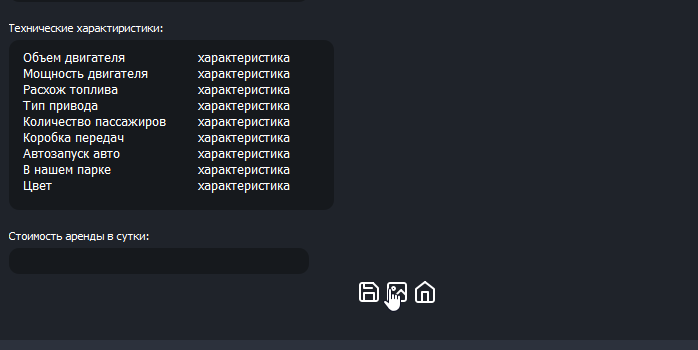 Технические характиристики:
Объем двигателя характеристика
Мощность двигателя характеристика
Расхож топлива характеристика
Тип привода характеристика
Количество пассажиров характеристика
Коробка передач характеристика
Автозапуск авто характеристика
В нашем парке характеристика
Цвет характеристика
Стоимость аренды в сутки: